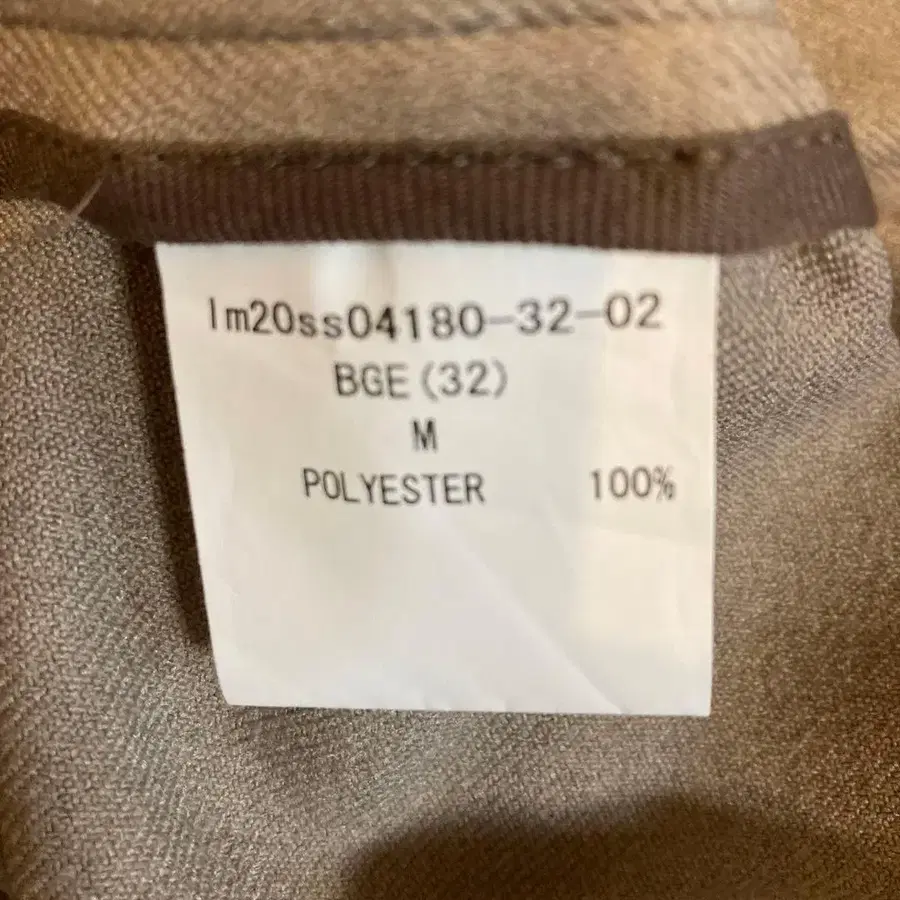 lm20ss04180-32-02
BGE(32)
M
POLYESTER 100%